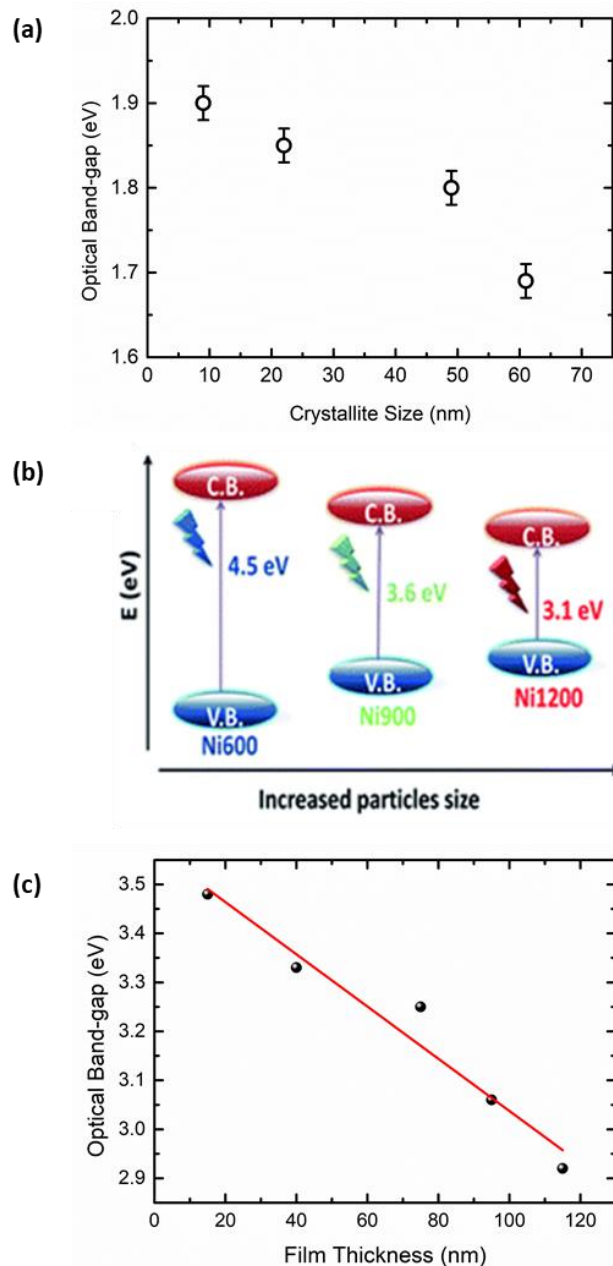 (a)
2.0
1.9
1.8
1.7
1.6
Optical Band-gap (eV)
0 10 20 30 40 50 60 70
Crystallite Size (nm)
(b)
E (eV)
C.B.
C.B.
C.B.
4.5 eV
3.6 eV
3.1 eV
V.B.
V.B.
V.B.
Ni600
Ni900
Ni1200
Increased particles size
(c)
3.5
3.4
3.3
3.2
3.1
3.0
2.9
Optical Band-gap (eV)
0 20 40 60 80 100 120
Film Thickness (nm)